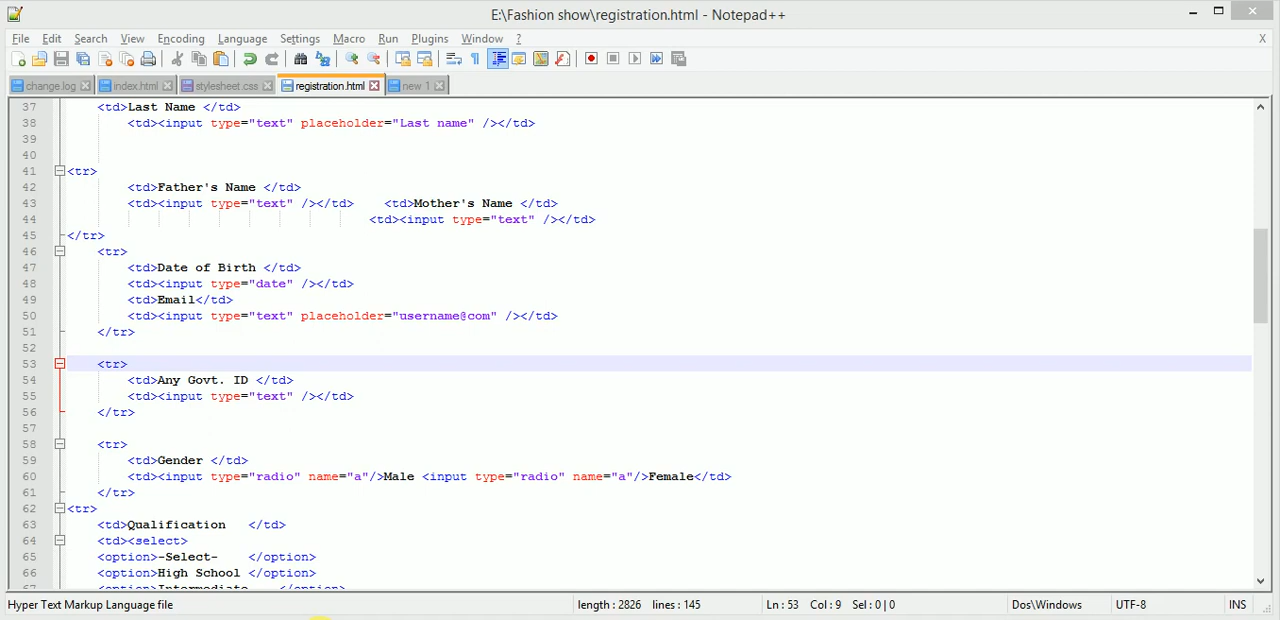 E:\Fashion show\registration.html - Notepad++
File Edit Search View Encoding Language Settings Macro Run Plugins Window ? X
change.log index.html stylesheet.css registration.html new 1
37 <td>Last Name </td>
38 <td><input type="text" placeholder="Last name" /></td>
39
40
41 <tr>
42 <td>Father's Name </td>
43 <td><input type="text" /></td> <td>Mother's Name </td>
44 <td><input type="text" /></td>
45 </tr>
46 <tr>
47 <td>Date of Birth </td>
48 <td><input type="date" /></td>
49 <td>Email</td>
50 <td><input type="text" placeholder="username@com" /></td>
51 </tr>
52
53 <tr>
54 <td>Any Govt. ID </td>
55 <td><input type="text" /></td>
56 </tr>
57
58 <tr>
59 <td>Gender </td>
60 <td><input type="radio" name="a"/>Male <input type="radio" name="a"/>Female</td>
61 </tr>
62 <tr>
63 <td>Qualification </td>
64 <td><select>
65 <option>-Select- </option>
66 <option>High School </option>
67 <option>Intermediate </option>
Hyper Text Markup Language file length : 2826 lines : 145 Ln : 53 Col : 9 Sel : 0 | 0 Dos\Windows UTF-8 INS